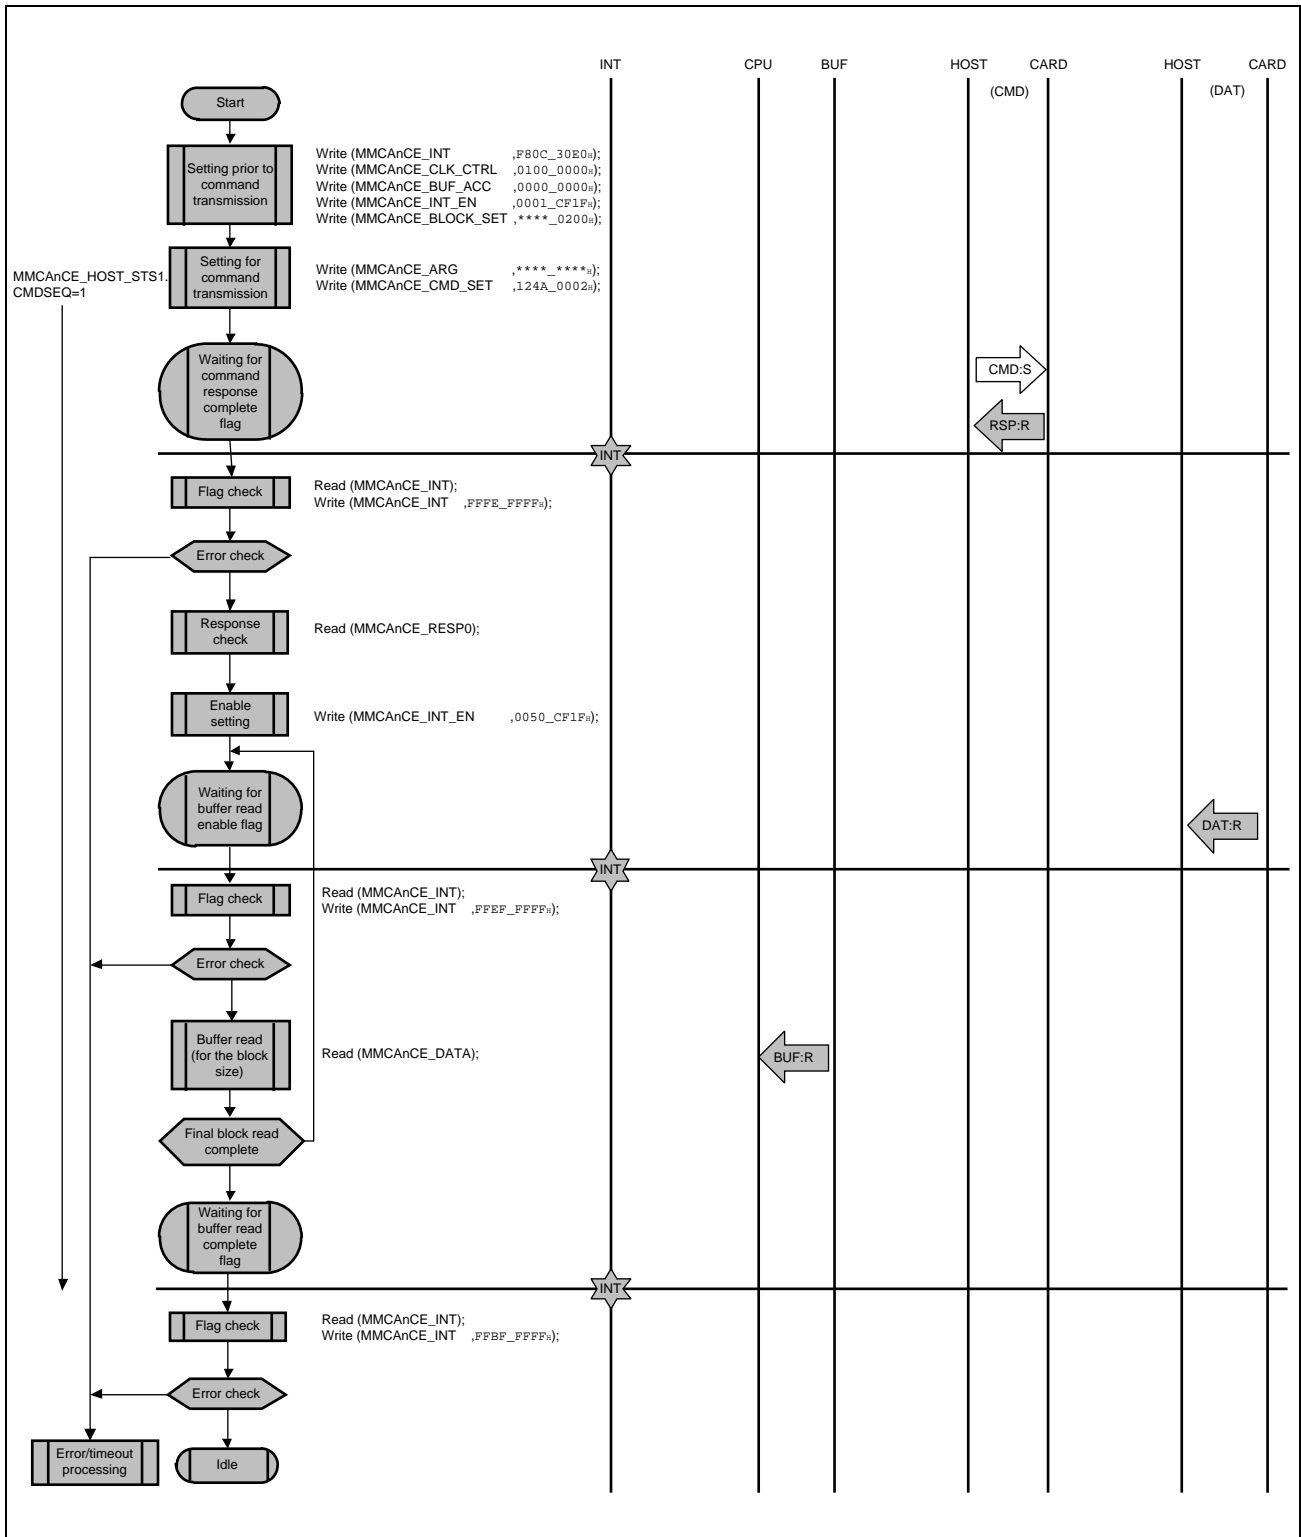 INT CPU BUF HOST CARD HOST CARD
(CMD) (DAT)
Start
Setting prior to
command
transmission
Write (MMCAnCE_INT ,F80C_30E0H);
Write (MMCAnCE_CLK_CTRL ,0100_0000H);
Write (MMCAnCE_BUF_ACC ,0000_0000H);
Write (MMCAnCE_INT_EN ,0001_CF1FH);
Write (MMCAnCE_BLOCK_SET ,****_0200H);
MMCAnCE_HOST_STS1.
CMDSEQ=1
Setting for
command
transmission
Write (MMCAnCE_ARG ,****_****H);
Write (MMCAnCE_CMD_SET ,124A_0002H);
Waiting for
command
response
complete
flag
CMD:S
RSP:R
INT
Flag check
Read (MMCAnCE_INT);
Write (MMCAnCE_INT ,FFFE_FFFFH);
Error check
Response
check
Read (MMCAnCE_RESP0);
Enable
setting
Write (MMCAnCE_INT_EN ,0050_CF1FH);
Waiting for
buffer read
enable flag
DAT:R
INT
Flag check
Read (MMCAnCE_INT);
Write (MMCAnCE_INT ,FFEF_FFFFH);
Error check
Buffer read
(for the block
size)
Read (MMCAnCE_DATA);
BUF:R
Final block read
complete
Waiting for
buffer read
complete
flag
INT
Flag check
Read (MMCAnCE_INT);
Write (MMCAnCE_INT ,FFBF_FFFFH);
Error check
Error/timeout
processing
Idle